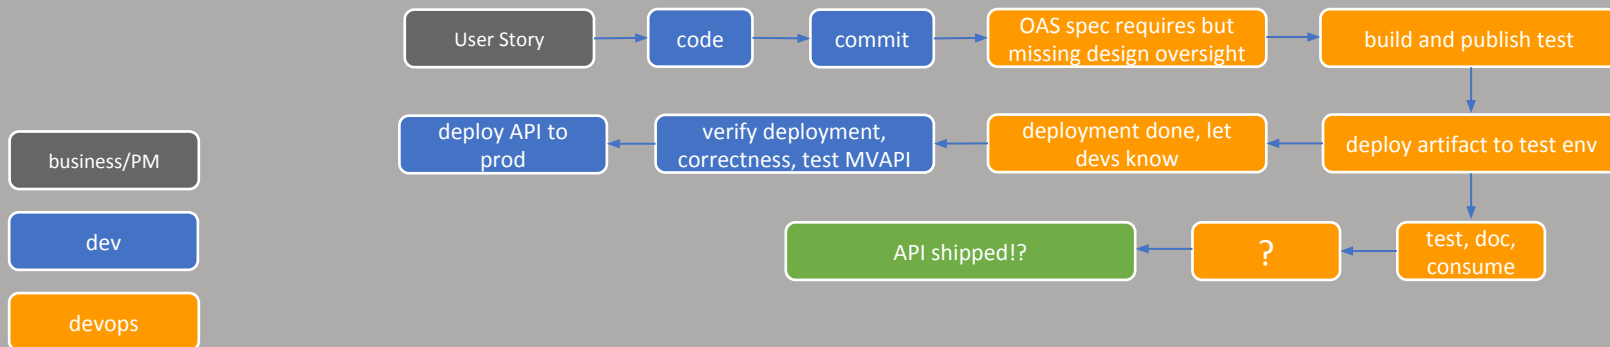 User Story
code
commit
OAS spec requires but
missing design oversight
build and publish test
deploy API to
prod
verify deployment,
correctness, test MVAPI
deployment done, let
devs know
deploy artifact to test env
business/PM
dev
API shipped!?
?
test, doc,
consume
devops